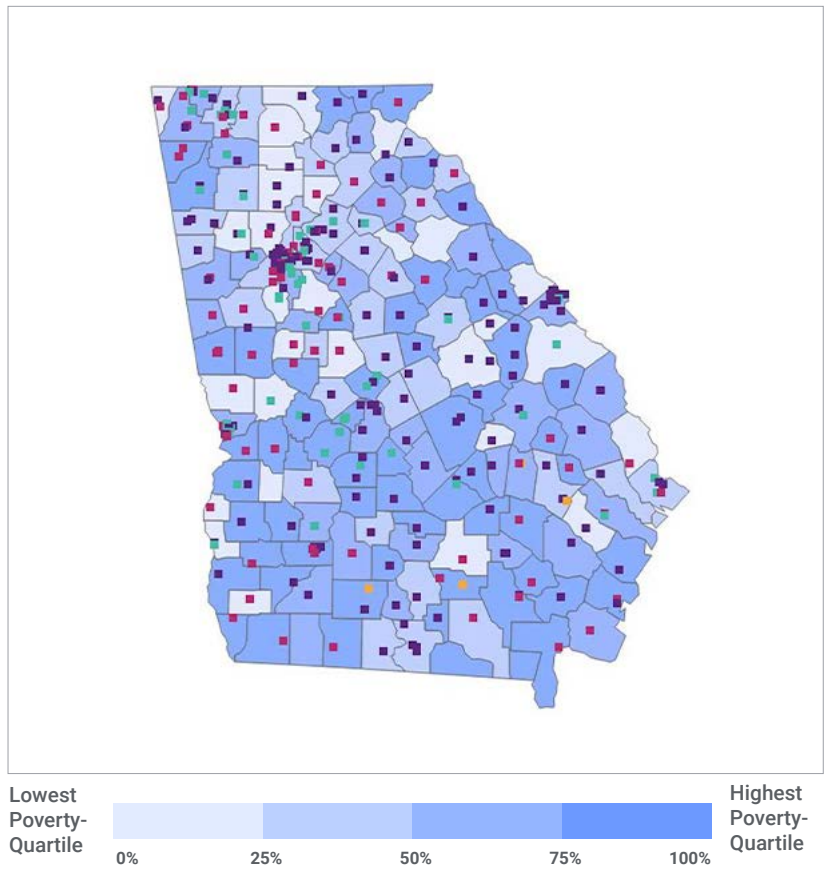 Lowest
Poverty-
Quartile
Highest
Poverty-
Quartile
0%
25%
50%
75%
100%